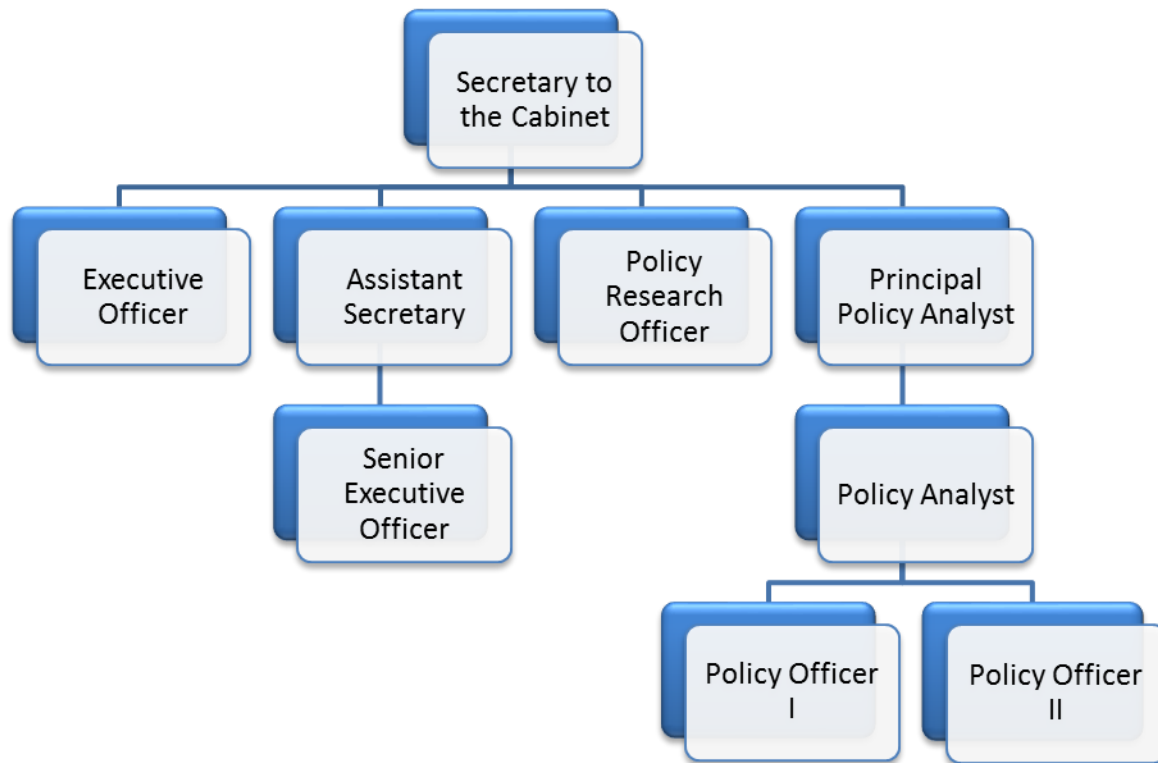 Secretary to
the Cabinet
Executive
Officer
Assistant
Secretary
Policy
Research
Officer
Principal
Policy Analyst
Senior
Executive
Officer
Policy Analyst
Policy Officer
I
Policy Officer
II